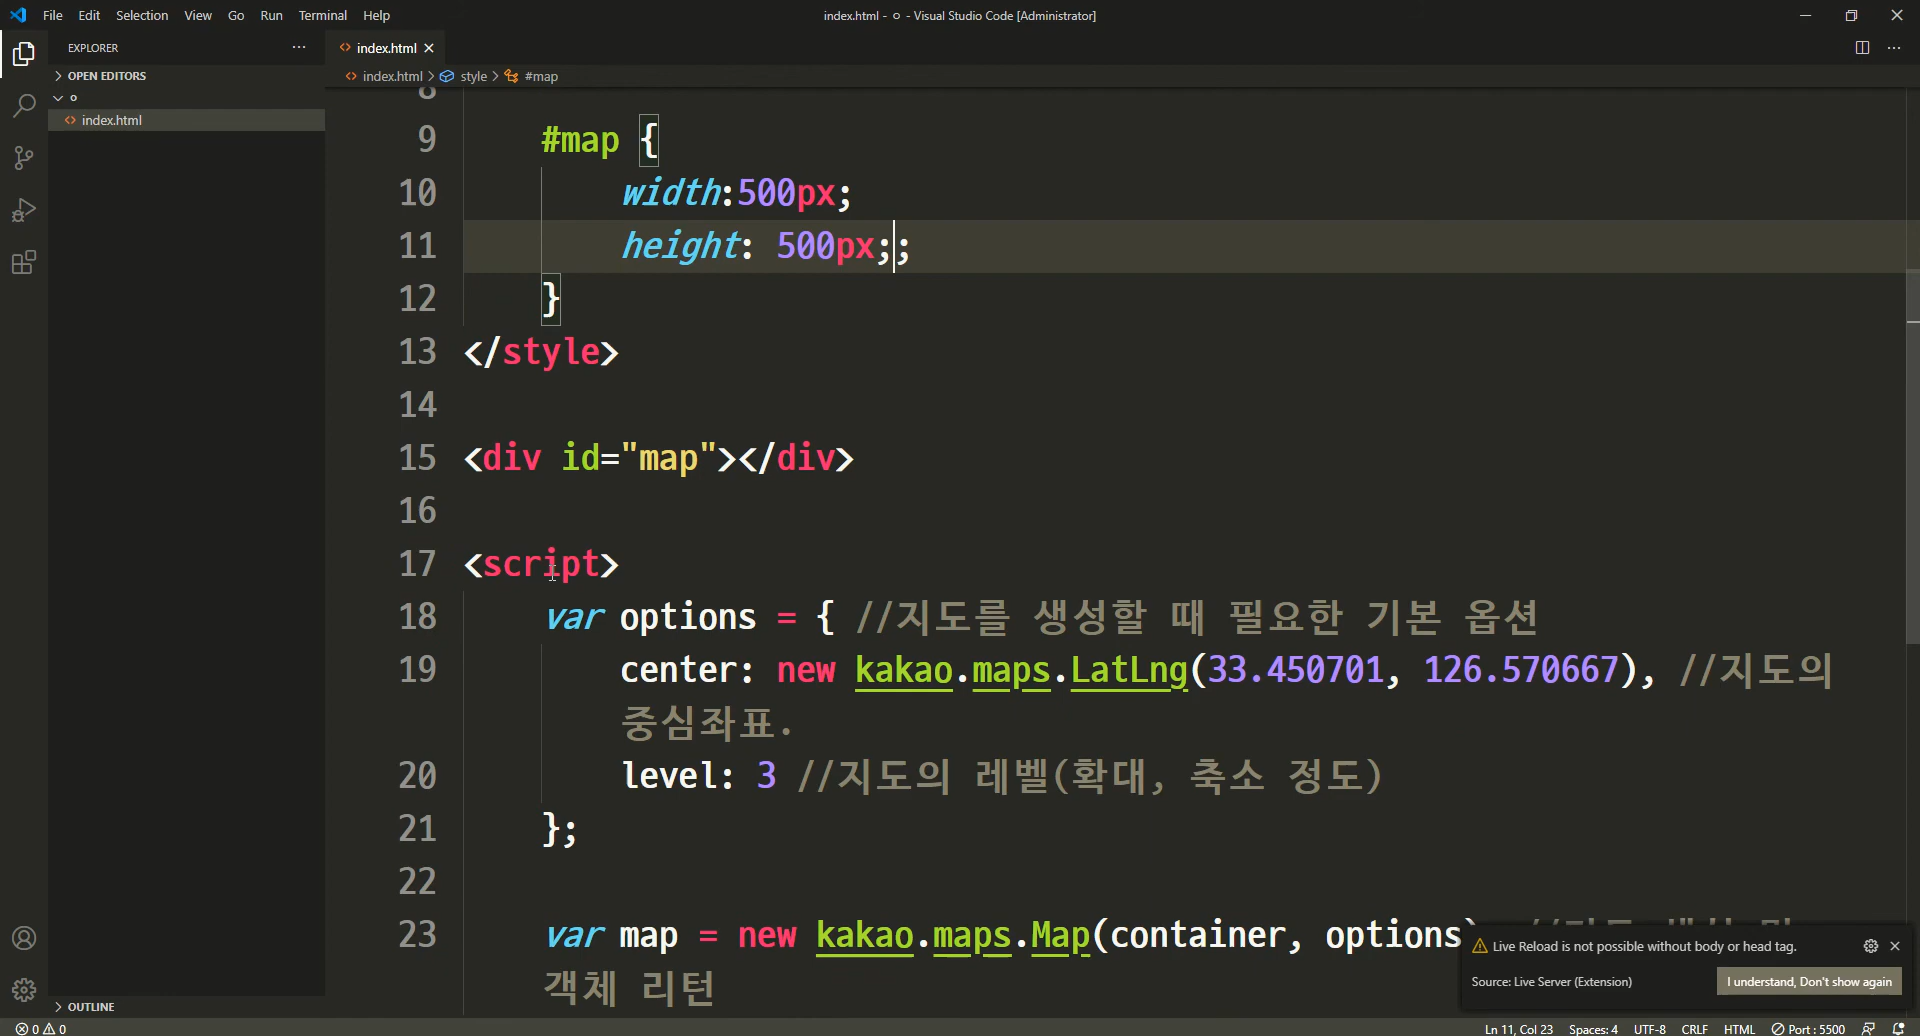 File Edit Selection View Go Run Terminal Help
index.html - o - Visual Studio Code [Administrator]
EXPLORER
index.html
OPEN EDITORS
index.html > style > #map
o
index.html
8
9 #map {
10 width:500px;
11 height: 500px;;
12 }
13 </style>
14
15 <div id="map"></div>
16
17 <script>
18 var options = { //지도를 생성할 때 필요한 기본 옵션
19 center: new kakao.maps.LatLng(33.450701, 126.570667), //지도의
중심좌표.
20 level: 3 //지도의 레벨(확대, 축소 정도)
21 };
22
23 var map = new kakao.maps.Map(container, options)
객체 리턴
Live Reload is not possible without body or head tag.
Source: Live Server (Extension)
I understand, Don't show again
OUTLINE
0 0
Ln 11, Col 23 Spaces: 4 UTF-8 CRLF HTML Port : 5500